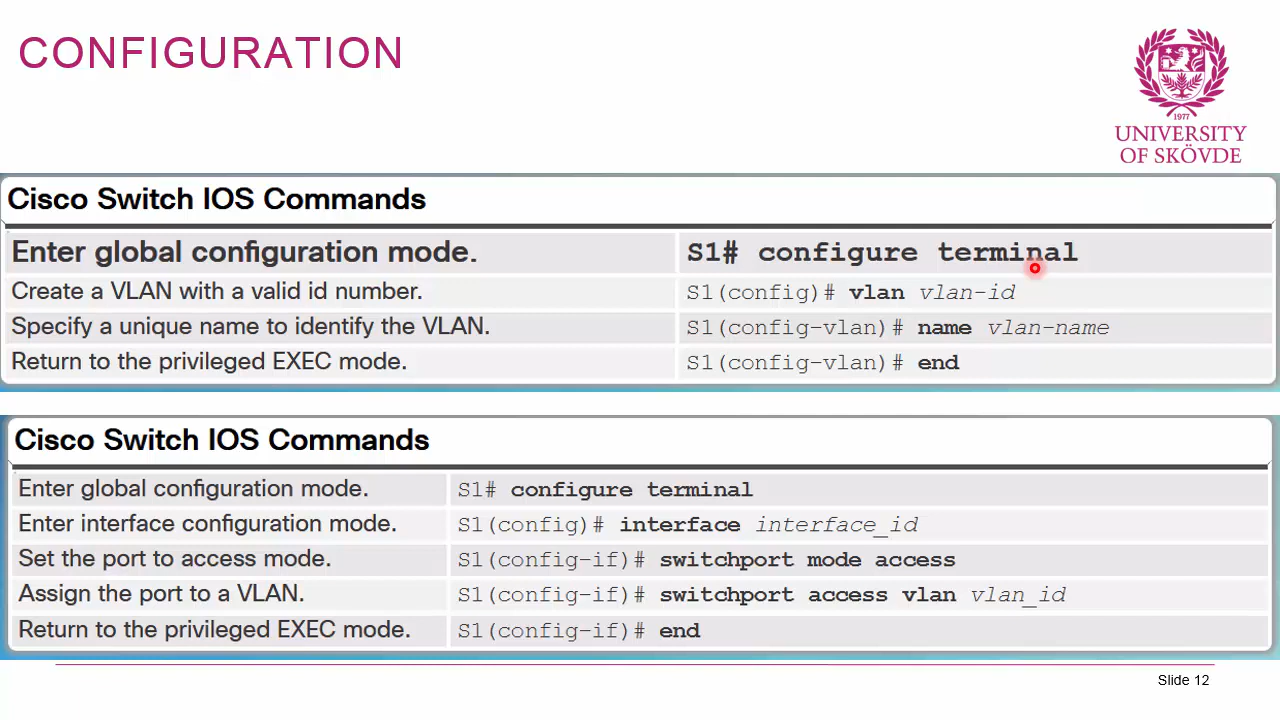 CONFIGURATION
1977
UNIVERSITY
OF SKÖVDE
Cisco Switch IOS Commands
Enter global configuration mode. S1# configure terminal
Create a VLAN with a valid id number. S1(config)# vlan vlan-id
Specify a unique name to identify the VLAN. S1(config-vlan)# name vlan-name
Return to the privileged EXEC mode. S1(config-vlan)# end
Cisco Switch IOS Commands
Enter global configuration mode. S1# configure terminal
Enter interface configuration mode. S1(config)# interface interface_id
Set the port to access mode. S1(config-if)# switchport mode access
Assign the port to a VLAN. S1(config-if)# switchport access vlan vlan_id
Return to the privileged EXEC mode. S1(config-if)# end
Slide 12